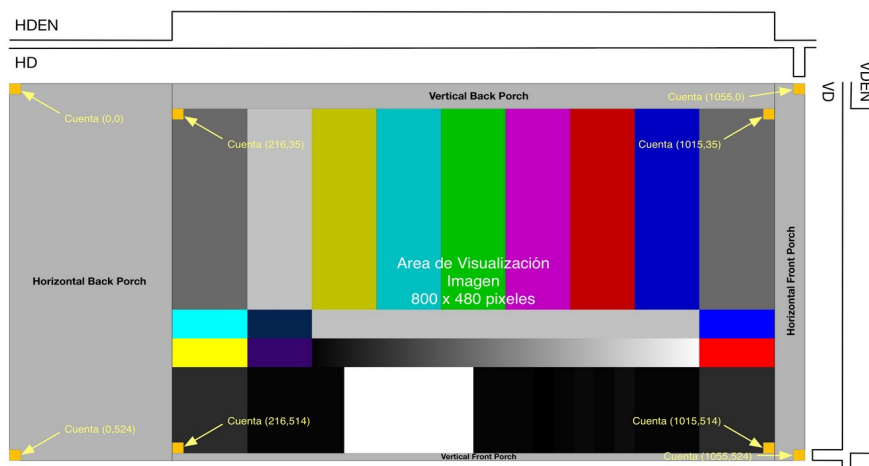 HDEN
HD
VDEN
VD
Vertical Back Porch
Cuenta (1055,0)
Cuenta (0,0)
Cuenta (216,35)
Cuenta (1015,35)
Area de Visualización
Imagen
800 x 480 pixeles
Horizontal Back Porch
Horizontal Front Porch
Cuenta (0,524)
Cuenta (216,514)
Cuenta (1015,514)
Vertical Front Porch
Cuenta (1055,524)